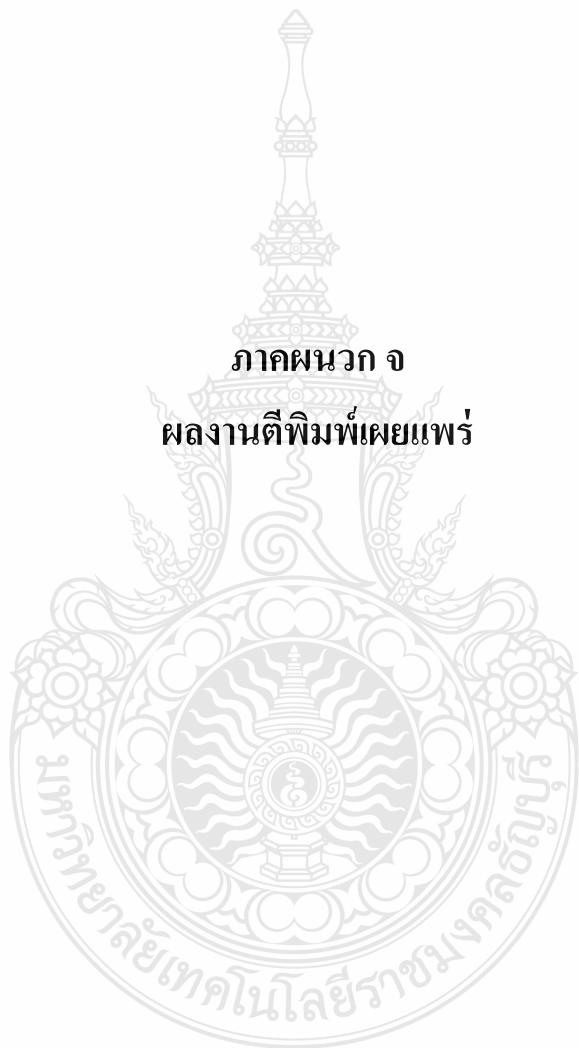 ภาคผนวก จ
ผลงานตีพิมพ์เผยแพร่
มหาวิทยาลัยเทคโนโลยีราชมงคลธัญบุรี